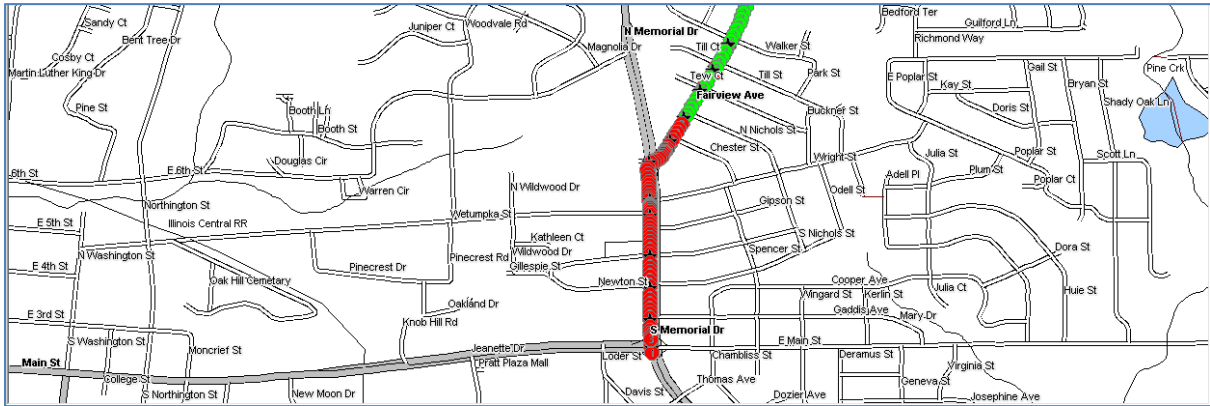 Sandy Ct
Juniper Ct
Woodvale Rd
Bedford Ter
Guilford Ln
Bent Tree Dr
N Memorial Dr
Richmond Way
Magnolia Dr
Till Ct
Walker St
Cosby Ct
Martin Luther King Dr
Tew Ct
Till St
Park St
E Poplar St
Gail St
Pine Crk
Kay St
Bryan St
Pine St
Fairview Ave
Shady Oak Ln
Booth Ln
Buckner St
Doris St
Booth St
N Nichols St
Chester St
Douglas Cir
Wright St
Julia St
Poplar St
Scott Ln
E 6th St
6th St
Plum St
Adell Pl
Poplar Ct
Warren Cir
N Wildwood Dr
Odell St
Northington St
Gipson St
Wetumpka St
E 5th St
Illinois Central RR
S Nichols St
Kathleen Ct
Spencer St
Dora St
N Washington St
Pinecrest Rd
Wildwood Dr
E 4th St
Pinecrest Dr
Gillespie St
Oak Hill Cemetery
Newton St
Cooper Ave
Julia Ct
Huie St
Wingard St
Kerlin St
Oakland Dr
Gaddis Ave
Mary Dr
E 3rd St
Knob Hill Rd
S Memorial Dr
S Washington St
E Main St
Moncrief St
Jeanette Dr
Loder St
Chambliss St
Deramus St
Main St
Pratt Plaza Mall
Virginia St
College St
Thomas Ave
Geneva St
S Northington St
New Moon Dr
Davis St
Dozier Ave
Josephine Ave